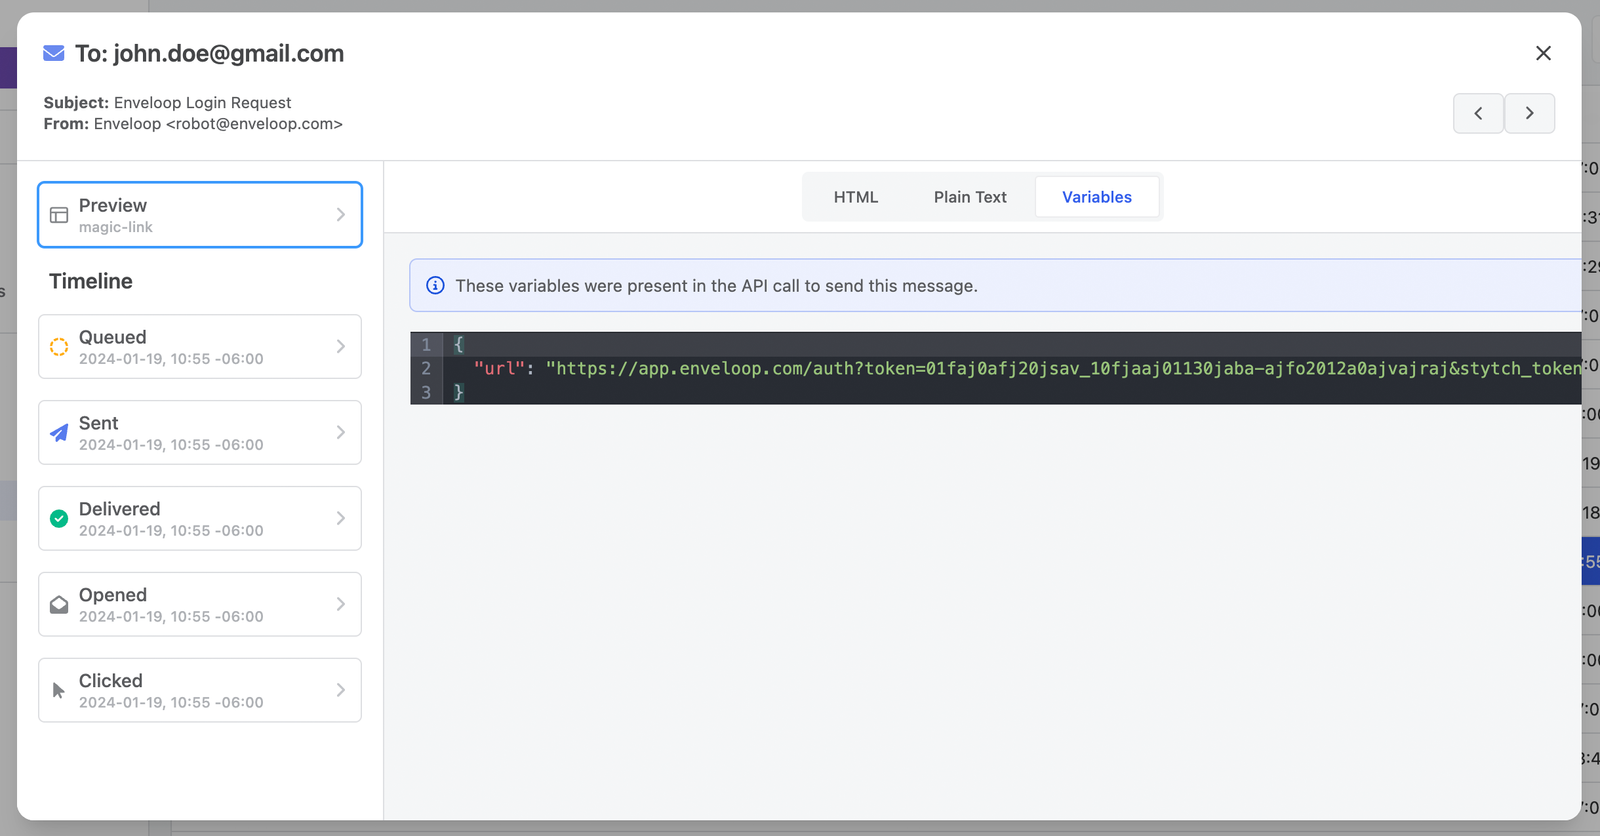 To: john.doe@gmail.com
Subject: Enveloop Login Request
From: Enveloop <robot@enveloop.com>
Preview
magic-link
Timeline
Queued
2024-01-19, 10:55 -06:00
Sent
2024-01-19, 10:55 -06:00
Delivered
2024-01-19, 10:55 -06:00
Opened
2024-01-19, 10:55 -06:00
Clicked
2024-01-19, 10:55 -06:00
HTML Plain Text Variables
These variables were present in the API call to send this message.
1 {
2 "url": "https://app.enveloop.com/auth?token=01faj0afj20jsav_10fjaaj01130jaba-ajfo2012a0ajvajraj&stytch_token
3 }